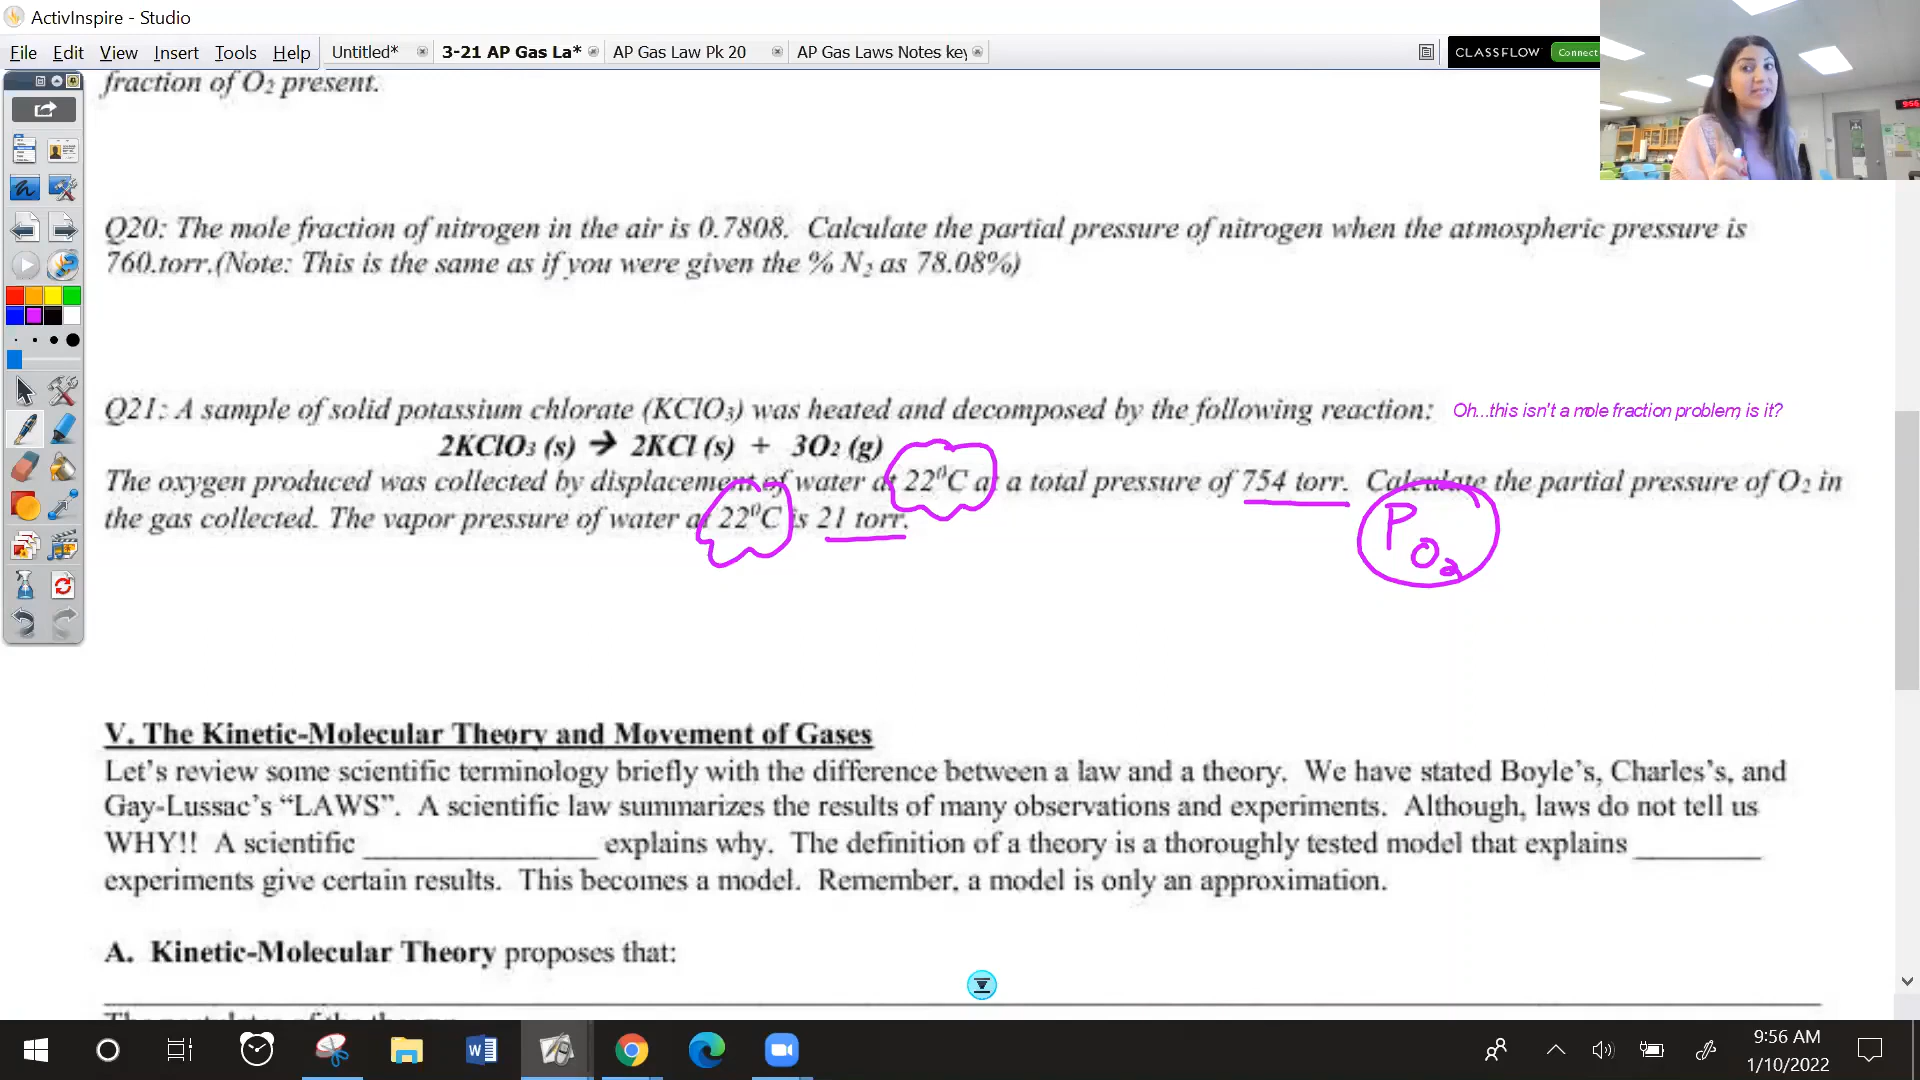 ActivInspire - Studio
File Edit View Insert Tools Help Untitled* 3-21 AP Gas La* AP Gas Law Pk 20 AP Gas Laws Notes key CLASSFLOW Connect
fraction of O2 present.
Q20: The mole fraction of nitrogen in the air is 0.7808. Calculate the partial pressure of nitrogen when the atmospheric pressure is
760.torr.(Note: This is the same as if you were given the % N2 as 78.08%)
Q21: A sample of solid potassium chlorate (KClO3) was heated and decomposed by the following reaction: Oh...this isn't a mole fraction problem, is it?
2KClO3 (s) → 2KCl (s) + 3O2 (g)
The oxygen produced was collected by displacement of water at 22⁰C at a total pressure of 754 torr. Calculate the partial pressure of O2 in
the gas collected. The vapor pressure of water at 22⁰C is 21 torr.
P O2
V. The Kinetic-Molecular Theory and Movement of Gases
Let's review some scientific terminology briefly with the difference between a law and a theory. We have stated Boyle's, Charles's, and
Gay-Lussac's “LAWS”. A scientific law summarizes the results of many observations and experiments. Although, laws do not tell us
WHY!! A scientific ________________ explains why. The definition of a theory is a thoroughly tested model that explains ________
experiments give certain results. This becomes a model. Remember, a model is only an approximation.
A. Kinetic-Molecular Theory proposes that:
9:56 AM
1/10/2022